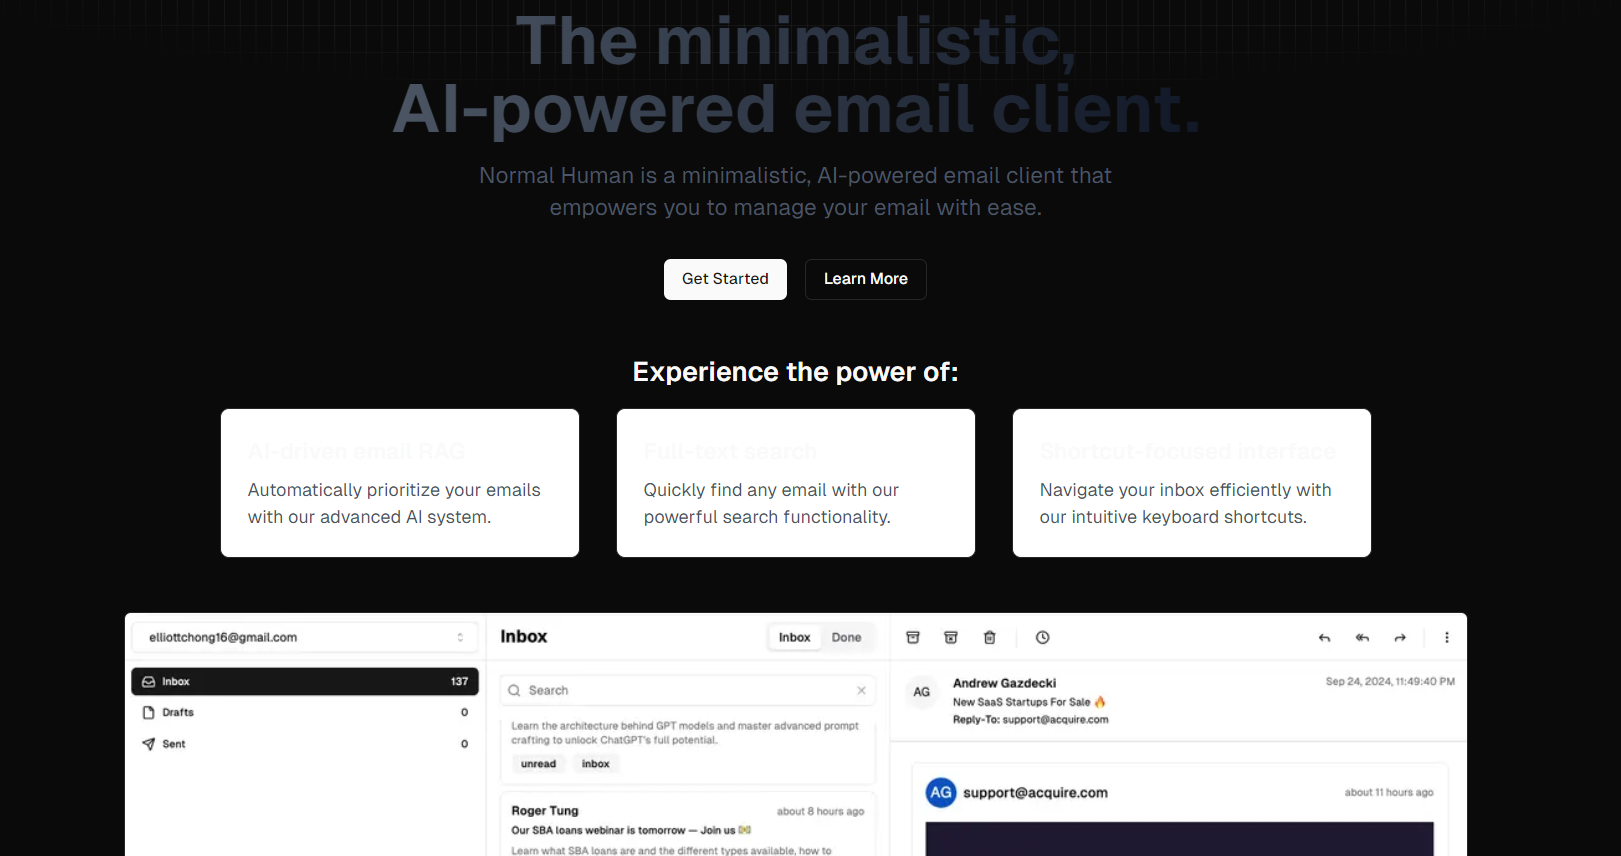 The minimalistic,
AI-powered email client.
Normal Human is a minimalistic, AI-powered email client that
empowers you to manage your email with ease.
Get Started
Learn More
Experience the power of:
AI-driven email RAG
Automatically prioritize your emails
with our advanced AI system.
Full-text search
Quickly find any email with our
powerful search functionality.
Shortcut-focused interface
Navigate your inbox efficiently with
our intuitive keyboard shortcuts.
elliottchong16@gmail.com
Inbox 137
Drafts 0
Sent 0
Inbox
Inbox Done
Search
Learn the architecture behind GPT models and master advanced prompt
crafting to unlock ChatGPT's full potential.
unread inbox
Roger Tung about 8 hours ago
Our SBA loans webinar is tomorrow — Join us 💵
Learn what SBA loans are and the different types available, how to
AG
Andrew Gazdecki Sep 24, 2024, 11:49:40 PM
New SaaS Startups For Sale 🔥
Reply-To: support@acquire.com
AG support@acquire.com about 11 hours ago